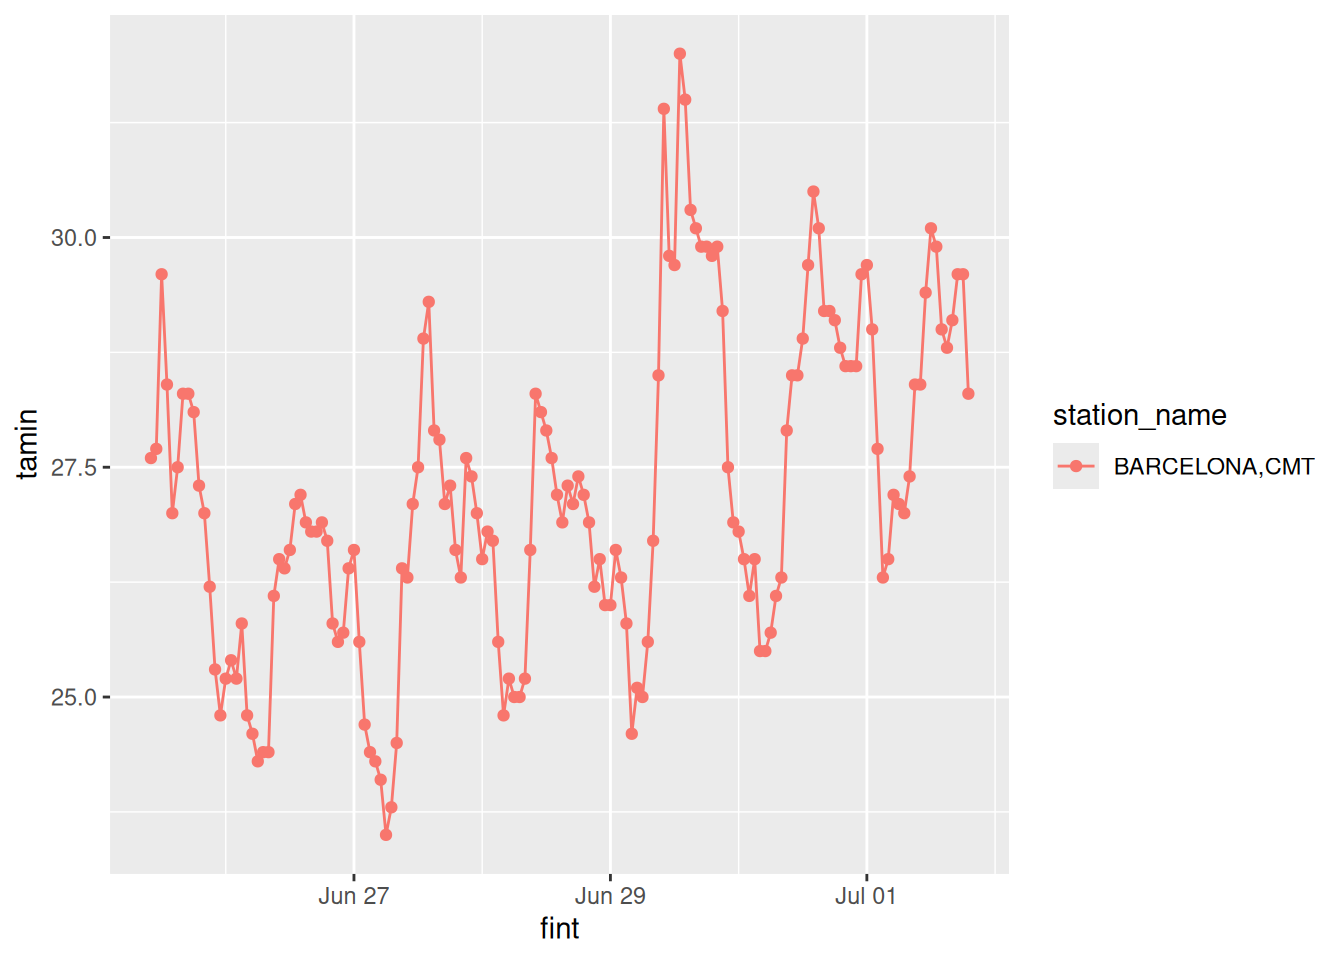 30.0
27.5
25.0
tamin
Jun 27
Jun 29
Jul 01
fint
station_name
BARCELONA,CMT